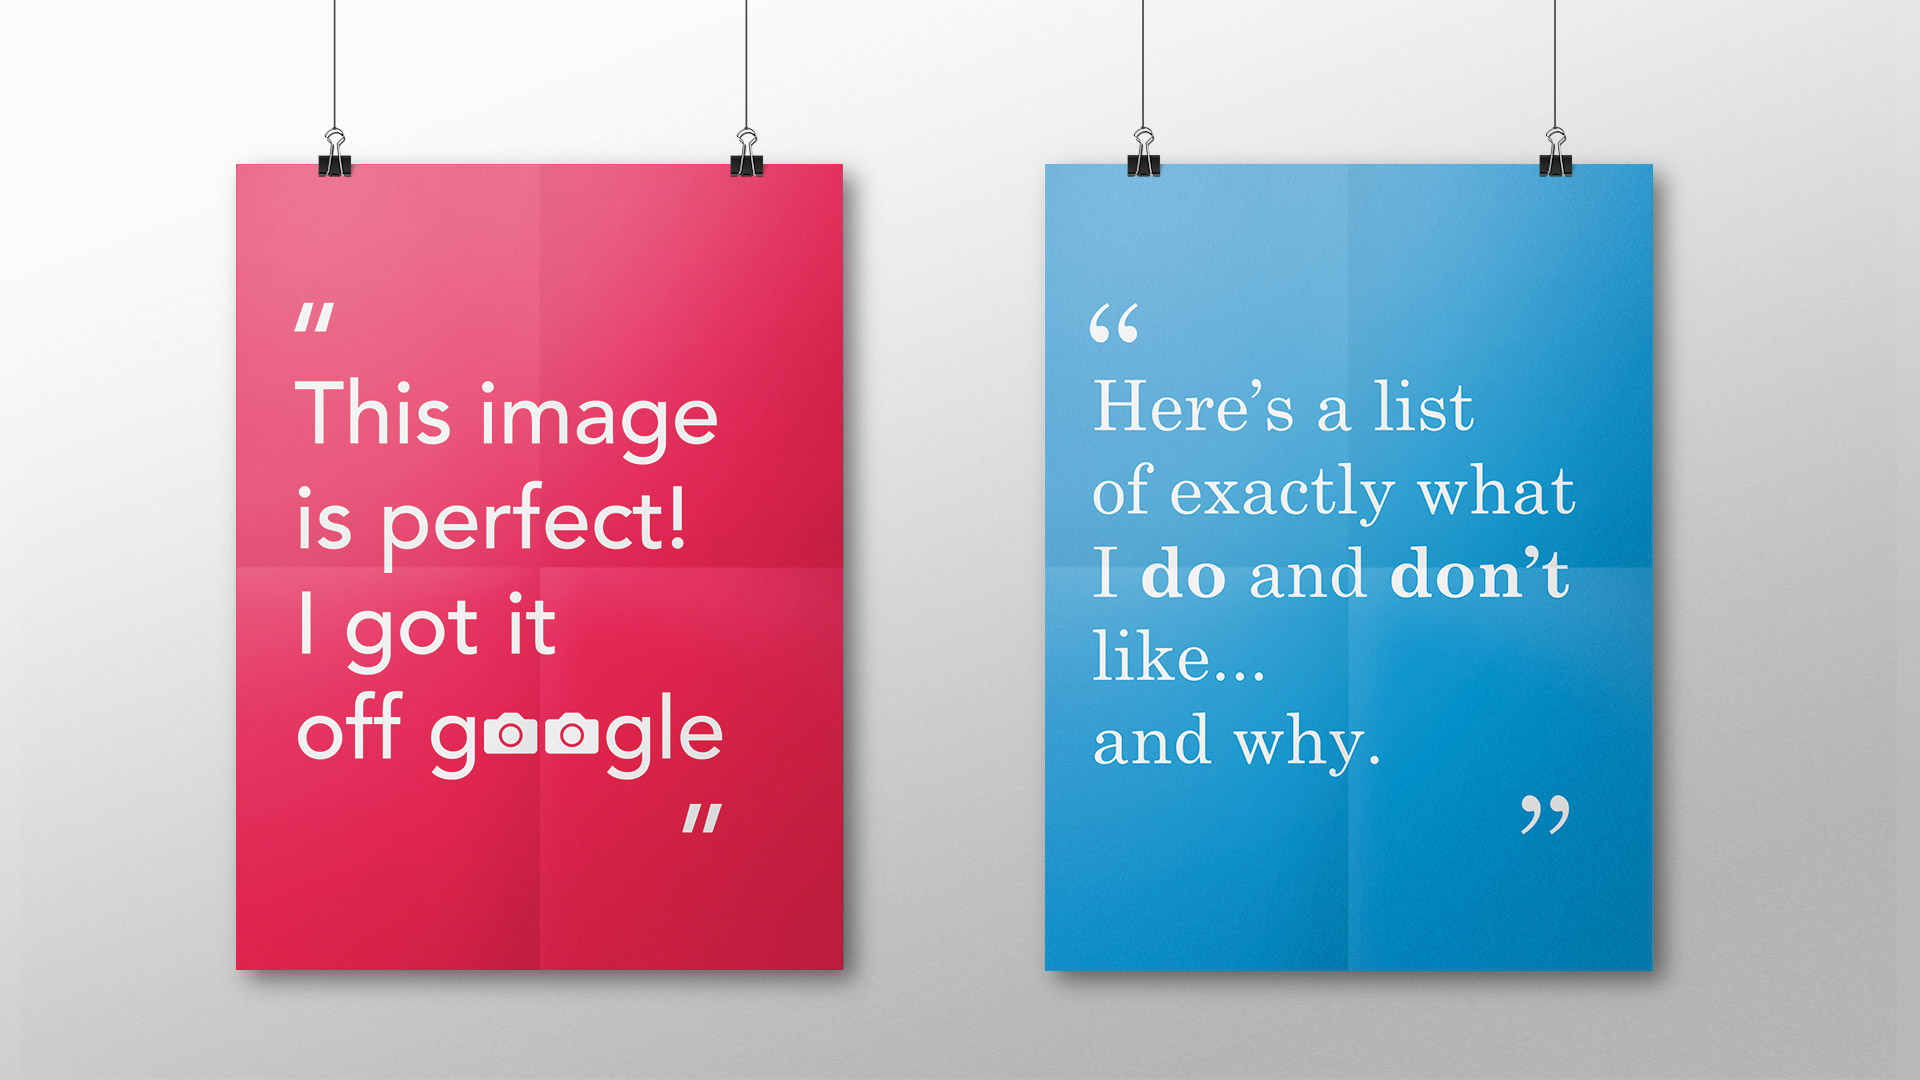 "
This image
is perfect!
I got it
off google
"
“
Here’s a list
of exactly what
I do and don’t
like...
and why.
”